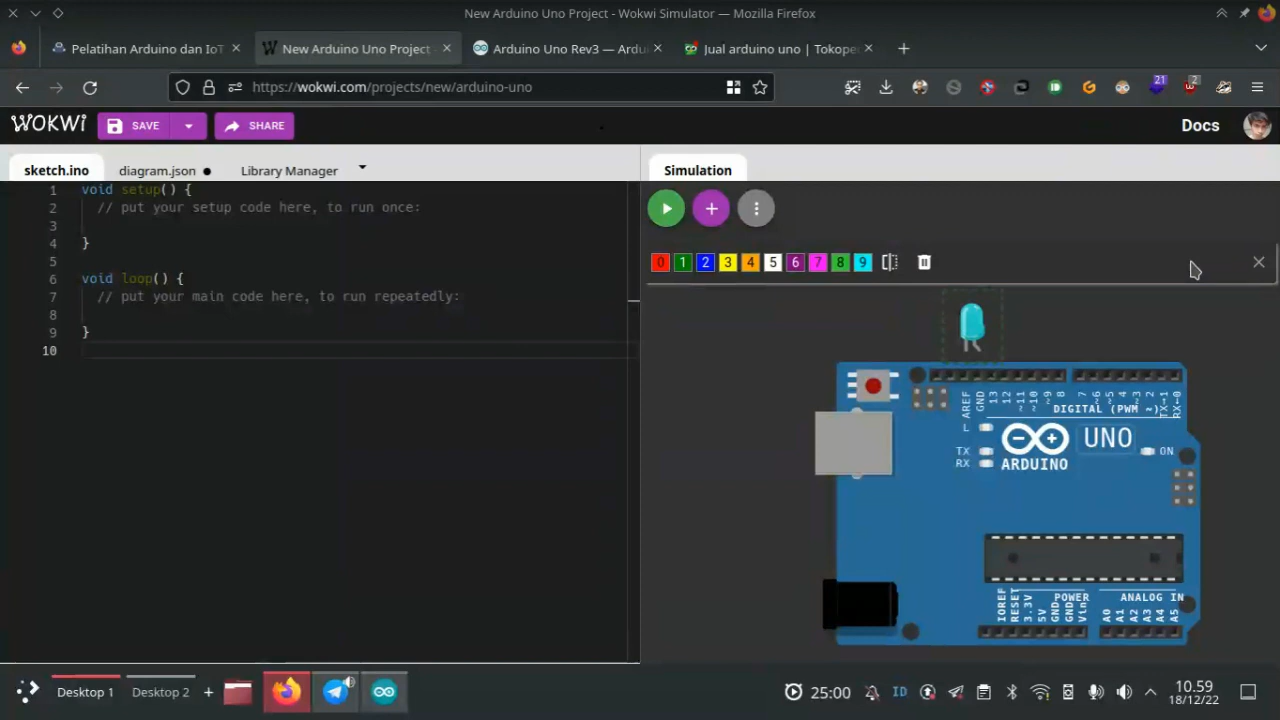 New Arduino Uno Project - Wokwi Simulator — Mozilla Firefox
Pelatihan Arduino dan IoT
New Arduino Uno Project -
Arduino Uno Rev3 — Ardu
Jual arduino uno | Tokope
https://wokwi.com/projects/new/arduino-uno
21
2
WOKWi
SAVE
SHARE
Docs
sketch.ino
diagram.json
Library Manager
Simulation
1 void setup() {
2 // put your setup code here, to run once:
3
4 }
5
6 void loop() {
7 // put your main code here, to run repeatedly:
8
9 }
10
0 1 2 3 4 5 6 7 8 9
AREF
GND
13
12
~11
~10
~9
8
7
~6
~5
4
~3
2
TX→1
RX←0
DIGITAL (PWM ~)
L
TX
RX
UNO
ARDUINO
ON
POWER
ANALOG IN
IOREF
RESET
3.3V
5V
GND
GND
Vin
A0
A1
A2
A3
A4
A5
Desktop 1
Desktop 2
25:00
ID
10.59
18/12/22